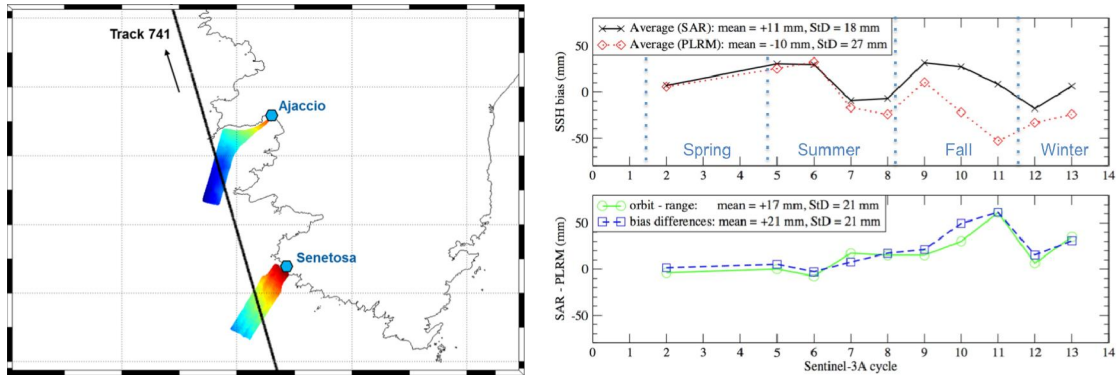 Track 741
Ajaccio
Senetosa
Average (SAR): mean = +11 mm, StD = 18 mm
Average (PLRM): mean = -10 mm, StD = 27 mm
SSH bias (mm)
50
0
-50
Spring Summer Fall Winter
0 1 2 3 4 5 6 7 8 9 10 11 12 13 14
orbit - range: mean = +17 mm, StD = 21 mm
bias differences: mean = +21 mm, StD = 21 mm
SAR - PLRM (mm)
50
0
-50
0 1 2 3 4 5 6 7 8 9 10 11 12 13 14
Sentinel-3A cycle